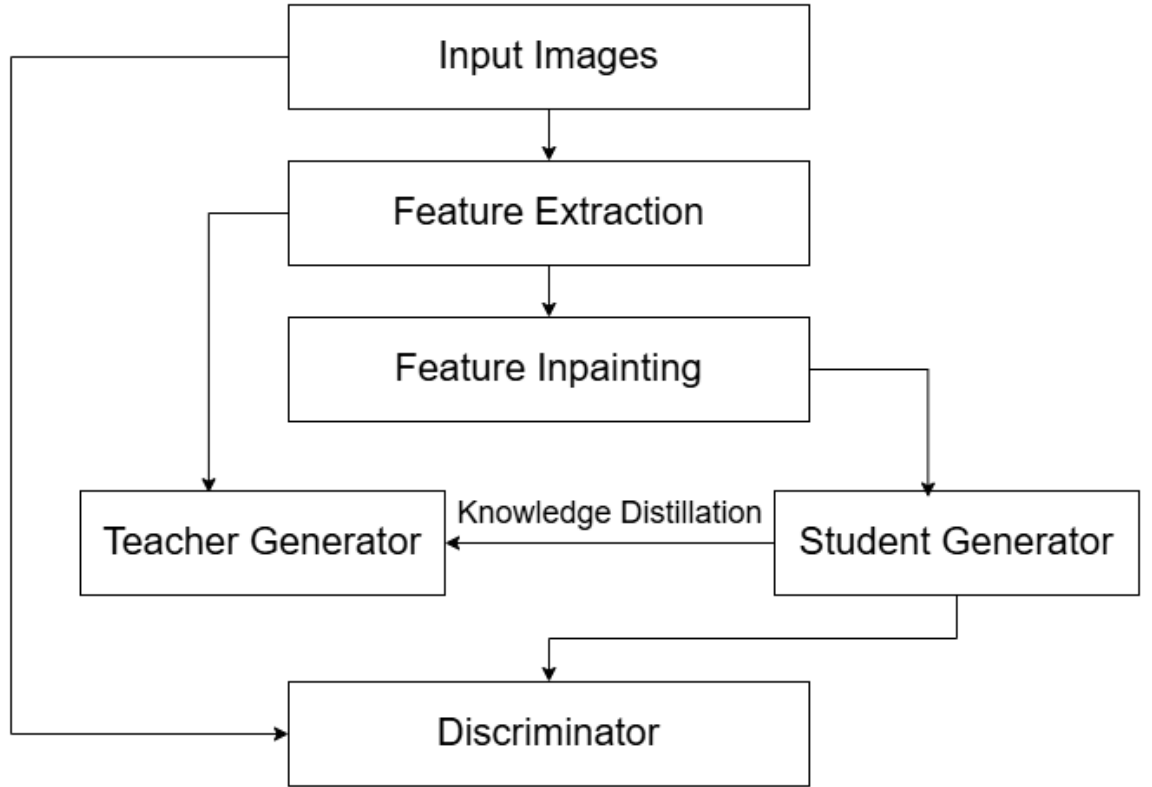 Input Images
Feature Extraction
Feature Inpainting
Knowledge Distillation
Teacher Generator
Student Generator
Discriminator